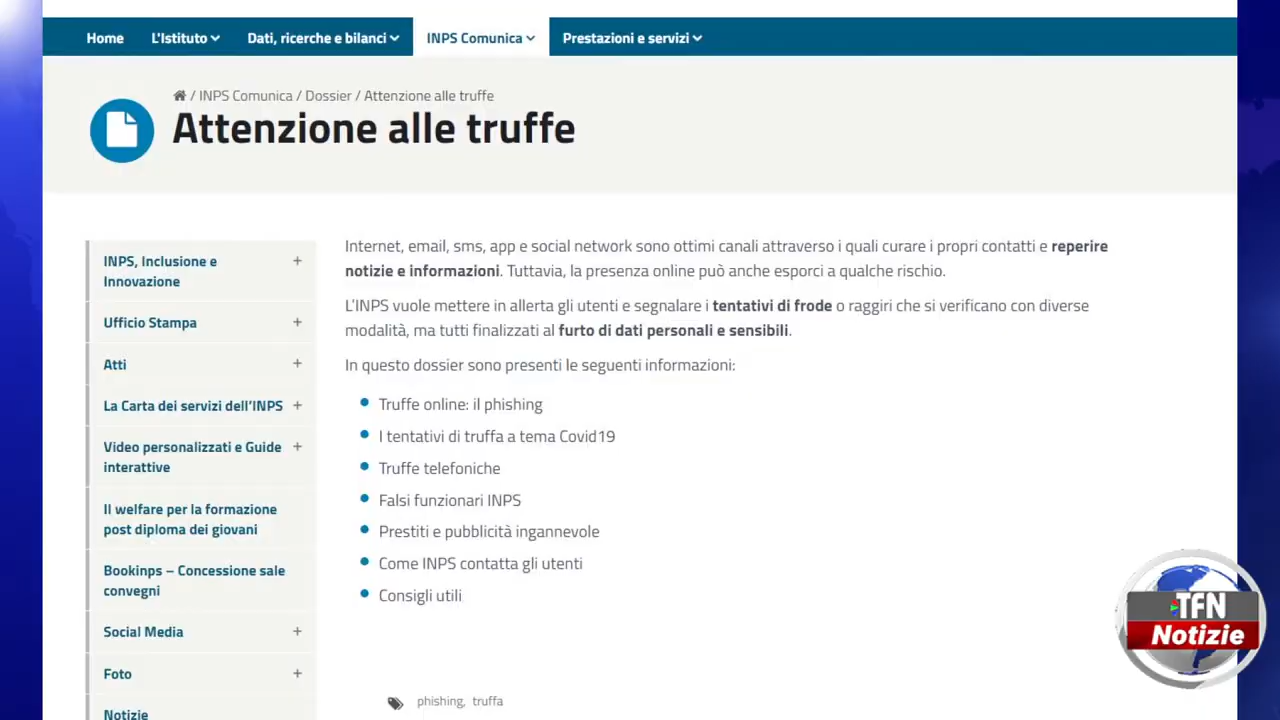 Home L'Istituto Dati, ricerche e bilanci INPS Comunica Prestazioni e servizi
/ INPS Comunica / Dossier / Attenzione alle truffe
Attenzione alle truffe
INPS, Inclusione e
Innovazione
Ufficio Stampa
Atti
La Carta dei servizi dell'INPS
Video personalizzati e Guide
interattive
Il welfare per la formazione
post diploma dei giovani
Bookinps – Concessione sale
convegni
Social Media
Foto
Notizie
Internet, email, sms, app e social network sono ottimi canali attraverso i quali curare i propri contatti e reperire
notizie e informazioni. Tuttavia, la presenza online può anche esporci a qualche rischio.
L'INPS vuole mettere in allerta gli utenti e segnalare i tentativi di frode o raggiri che si verificano con diverse
modalità, ma tutti finalizzati al furto di dati personali e sensibili.
In questo dossier sono presenti le seguenti informazioni:
Truffe online: il phishing
I tentativi di truffa a tema Covid19
Truffe telefoniche
Falsi funzionari INPS
Prestiti e pubblicità ingannevole
Come INPS contatta gli utenti
Consigli utili
phishing, truffa
TFN
Notizie